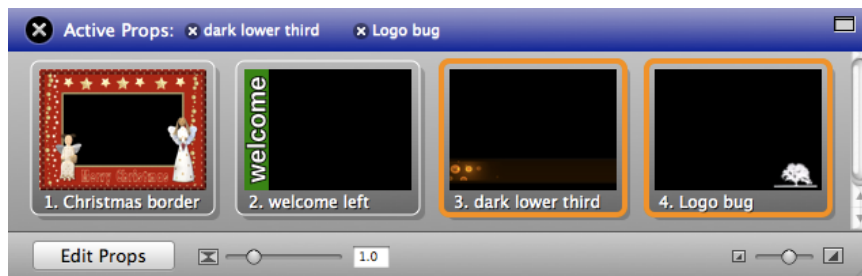 Active Props: dark lower third Logo bug
welcome
Merry Christmas
1. Christmas border 2. welcome left 3. dark lower third 4. Logo bug
Edit Props 1.0